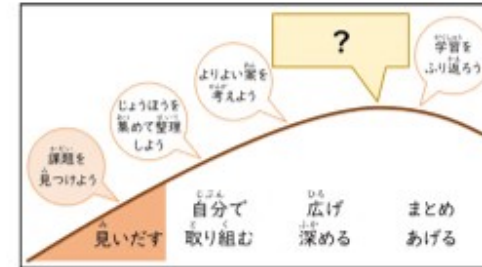 ?
学習を
ふり返ろう
よりよい案を
考えよう
じょうほうを
集めて整理
しよう
課題を
見つけよう
見いだす
自分で
取り組む
広げ
深める
まとめ
あげる